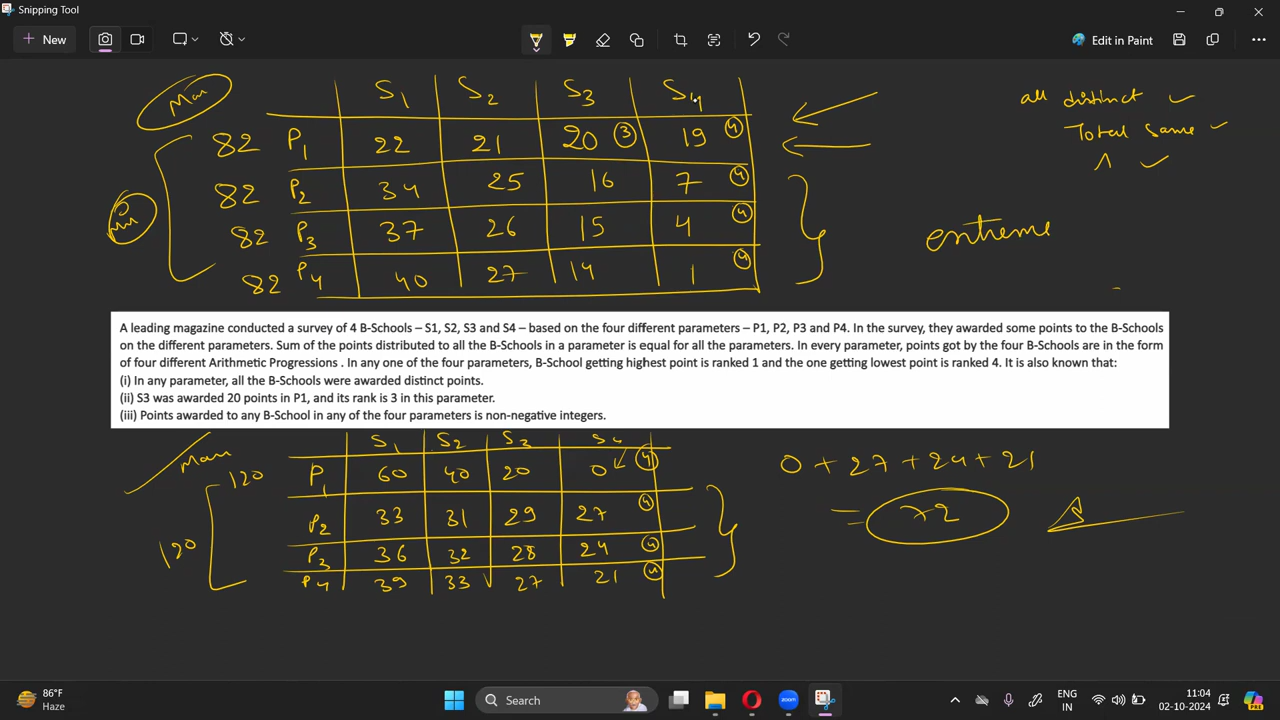 Snipping Tool
New
Edit in Paint
Max
S1 S2 S3 S4
82 P1 22 21 20 3 19 4
82 P2 34 25 16 7 4
82 P3 37 26 15 4 4
82 P4 40 27 14 1 4
all distinct ✓
Total same ✓
✓
extreme
A leading magazine conducted a survey of 4 B-Schools – S1, S2, S3 and S4 – based on the four different parameters – P1, P2, P3 and P4. In the survey, they awarded some points to the B-Schools
on the different parameters. Sum of the points distributed to all the B-Schools in a parameter is equal for all the parameters. In every parameter, points got by the four B-Schools are in the form
of four different Arithmetic Progressions . In any one of the four parameters, B-School getting highest point is ranked 1 and the one getting lowest point is ranked 4. It is also known that:
(i) In any parameter, all the B-Schools were awarded distinct points.
(ii) S3 was awarded 20 points in P1, and its rank is 3 in this parameter.
(iii) Points awarded to any B-School in any of the four parameters is non-negative integers.
Max
S1 S2 S3 S4
120 P1 60 40 20 0 4
P2 33 31 29 27 4
120 P3 36 32 28 24 4
P4 39 33 27 21 4
0 + 27 + 24 + 21
= 72
86°F
Haze
Search
ENG
IN
11:04
02-10-2024